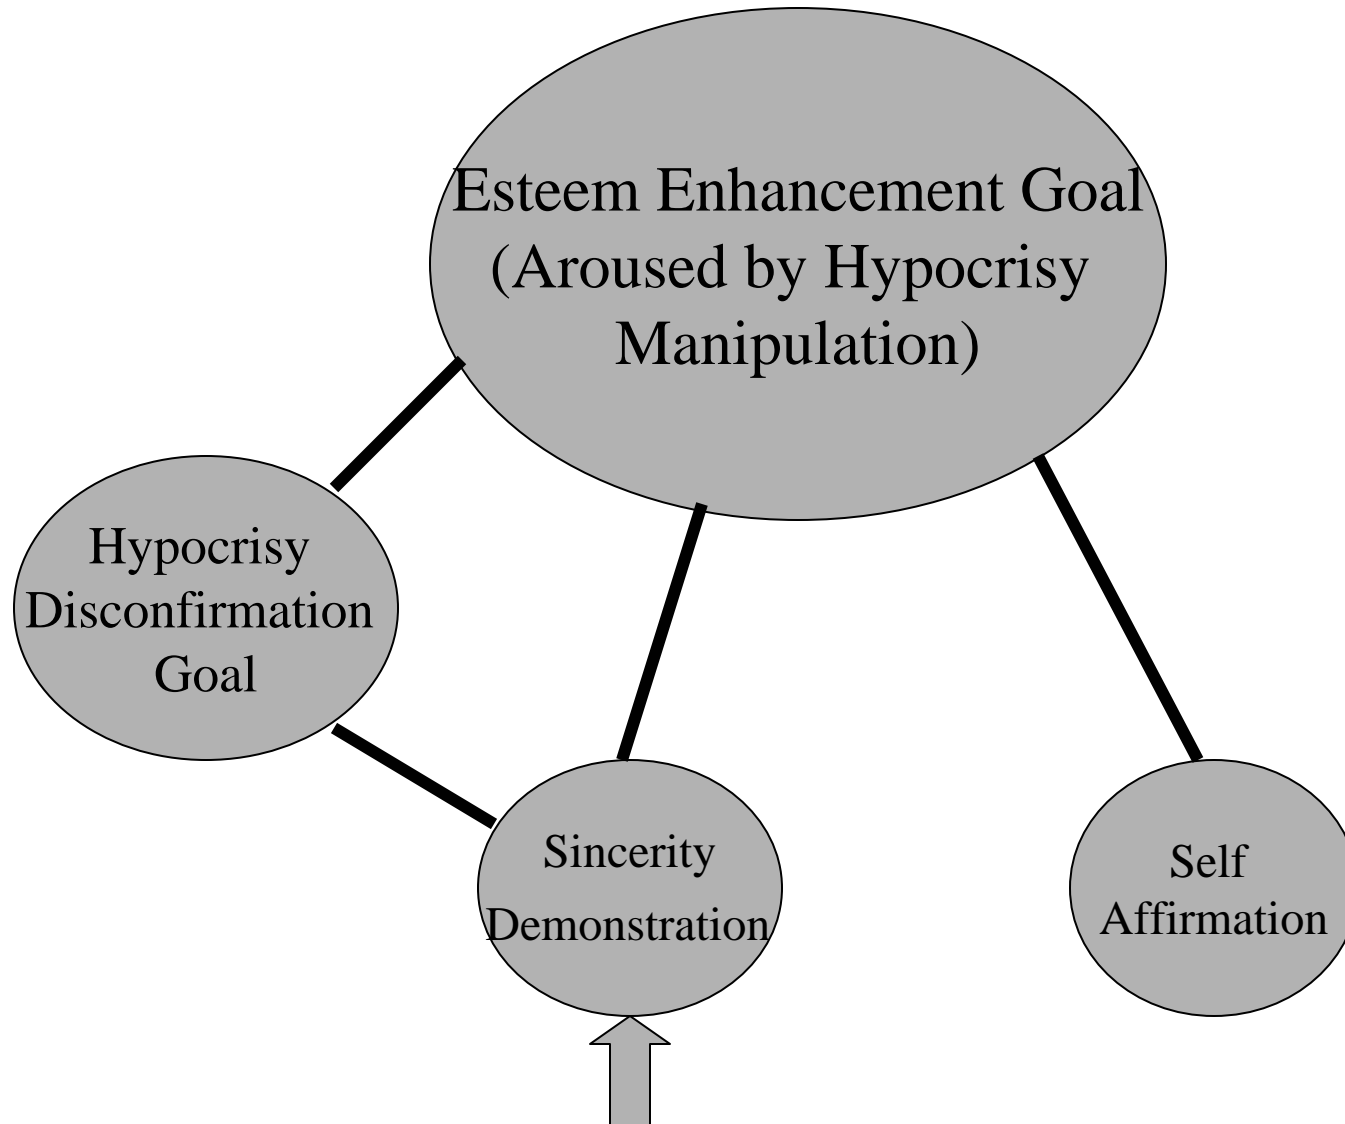 Esteem Enhancement Goal
(Aroused by Hypocrisy
Manipulation)
Hypocrisy
Disconfirmation
Goal
Sincerity
Demonstration
Self
Affirmation